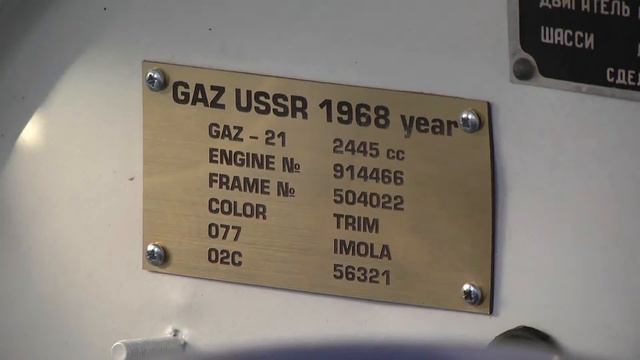 GAZ USSR 1968 year
GAZ - 21 2445 cc
ENGINE № 914466
FRAME № 504022
COLOR TRIM
077 IMOLA
02C 56321
ДВИГАТЕЛЬ
ШАССИ
СДЕЛ